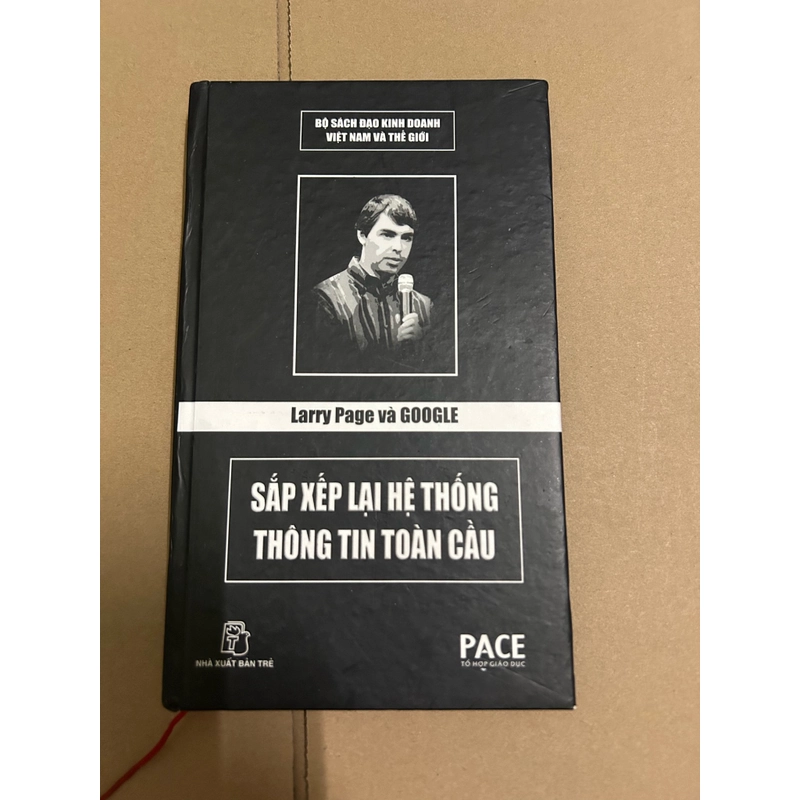 BỘ SÁCH ĐẠO KINH DOANH
VIỆT NAM VÀ THẾ GIỚI
Larry Page và GOOGLE
SẮP XẾP LẠI HỆ THỐNG
THÔNG TIN TOÀN CẦU
NHÀ XUẤT BẢN TRẺ
PACE
TỔ HỢP GIÁO DỤC